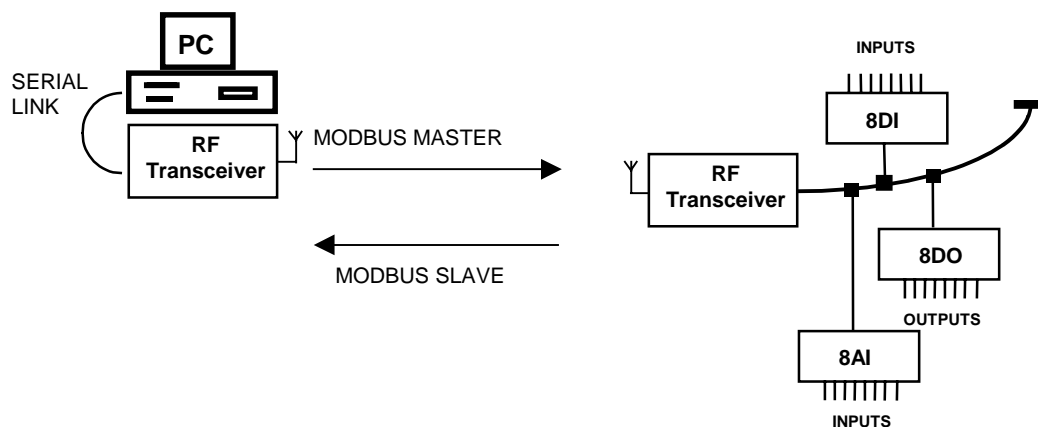 PC
SERIAL
LINK
RF
Transceiver
MODBUS MASTER
MODBUS SLAVE
RF
Transceiver
INPUTS
8DI
8DO
OUTPUTS
8AI
INPUTS